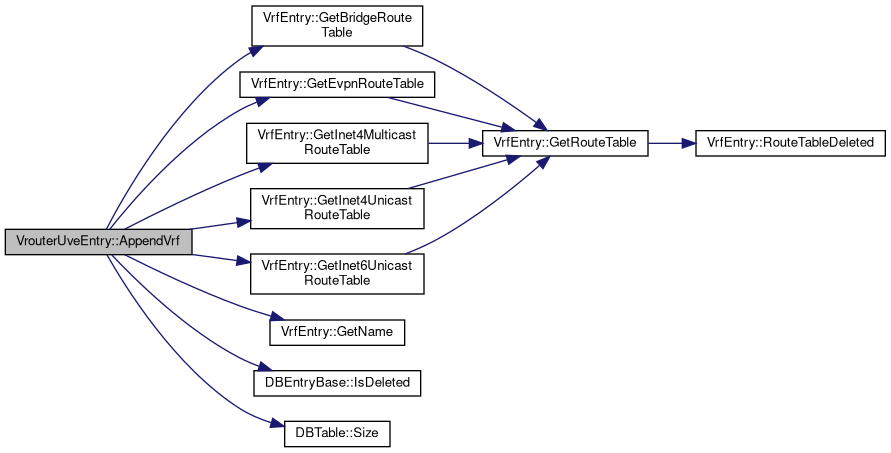 VrfEntry::GetBridgeRoute
Table
VrfEntry::GetEvpnRouteTable
VrfEntry::GetInet4Multicast
RouteTable
VrfEntry::GetRouteTable
VrfEntry::RouteTableDeleted
VrfEntry::GetInet4Unicast
RouteTable
VrouterUveEntry::AppendVrf
VrfEntry::GetInet6Unicast
RouteTable
VrfEntry::GetName
DBEntryBase::IsDeleted
DBTable::Size